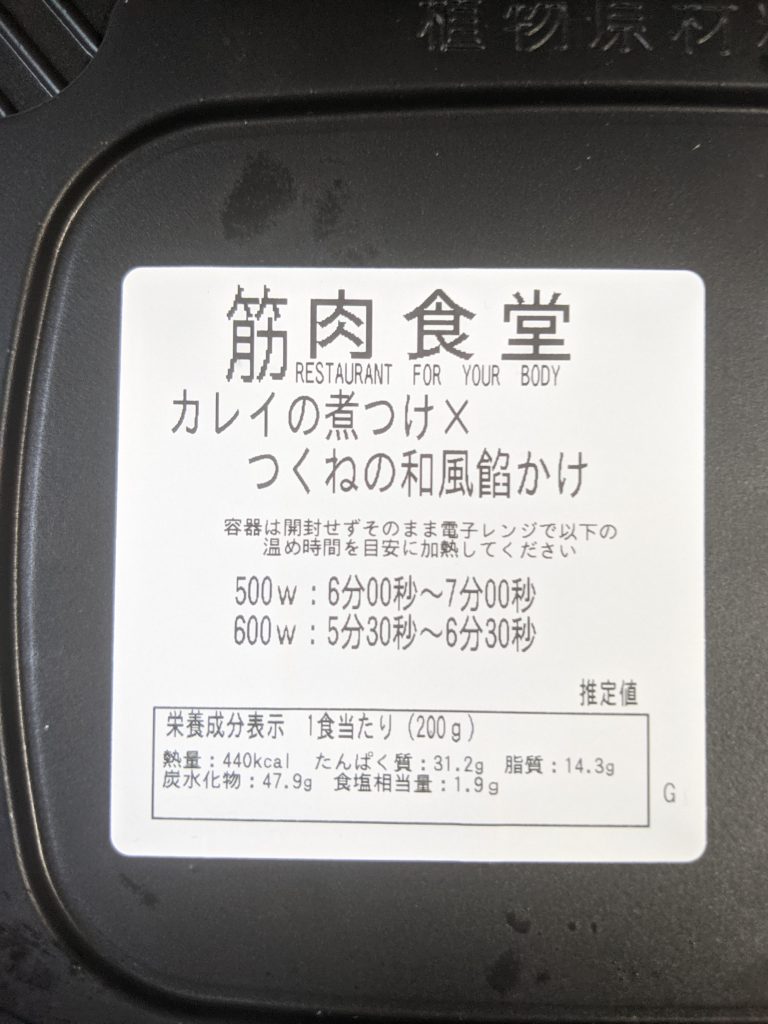 植物原材
筋肉食堂
RESTAURANT FOR YOUR BODY
カレイの煮つけ×
つくねの和風餡かけ
容器は開封せずそのまま電子レンジで以下の
温め時間を目安に加熱してください
500w:6分00秒～7分00秒
600w:5分30秒～6分30秒
推定値
栄養成分表示 1食当たり(200g)
熱量:440kcal たんぱく質:31.2g 脂質:14.3g
炭水化物:47.9g 食塩相当量:1.9g
G